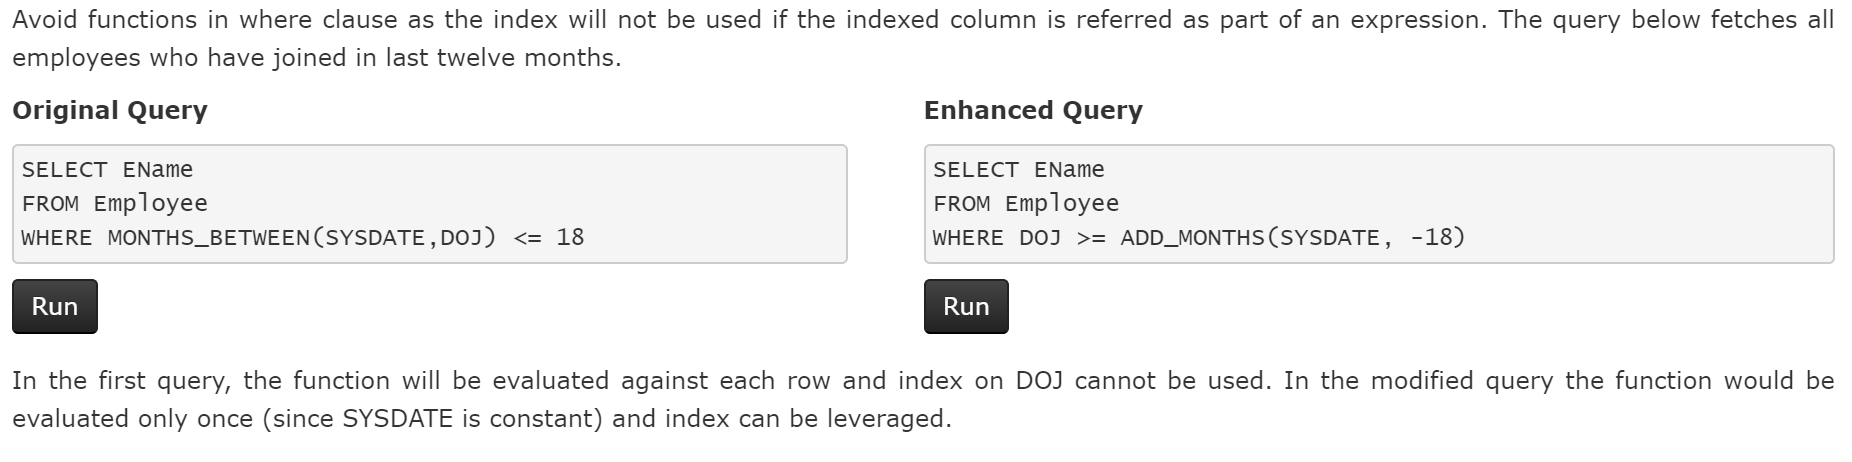 Avoid functions in where clause as the index will not be used if the indexed column is referred as part of an expression. The query below fetches all
employees who have joined in last twelve months.
Original Query
SELECT EName
FROM Employee
WHERE MONTHS_BETWEEN(SYSDATE,DOJ) <= 18
Run
Enhanced Query
SELECT EName
FROM Employee
WHERE DOJ >= ADD_MONTHS(SYSDATE, -18)
Run
In the first query, the function will be evaluated against each row and index on DOJ cannot be used. In the modified query the function would be
evaluated only once (since SYSDATE is constant) and index can be leveraged.